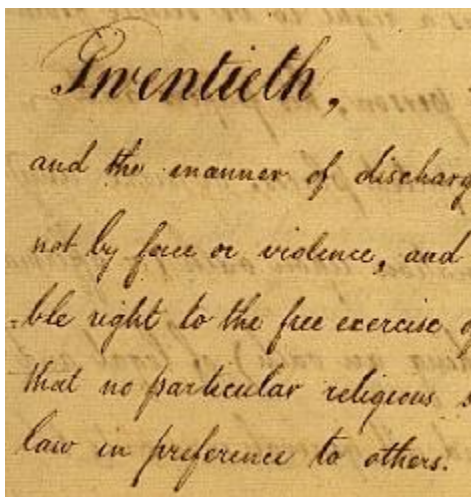 Twentieth,
and the manner of discharg
not by force or violence, and
-ble right to the free exercise
that no particular religious s
law in preference to others.